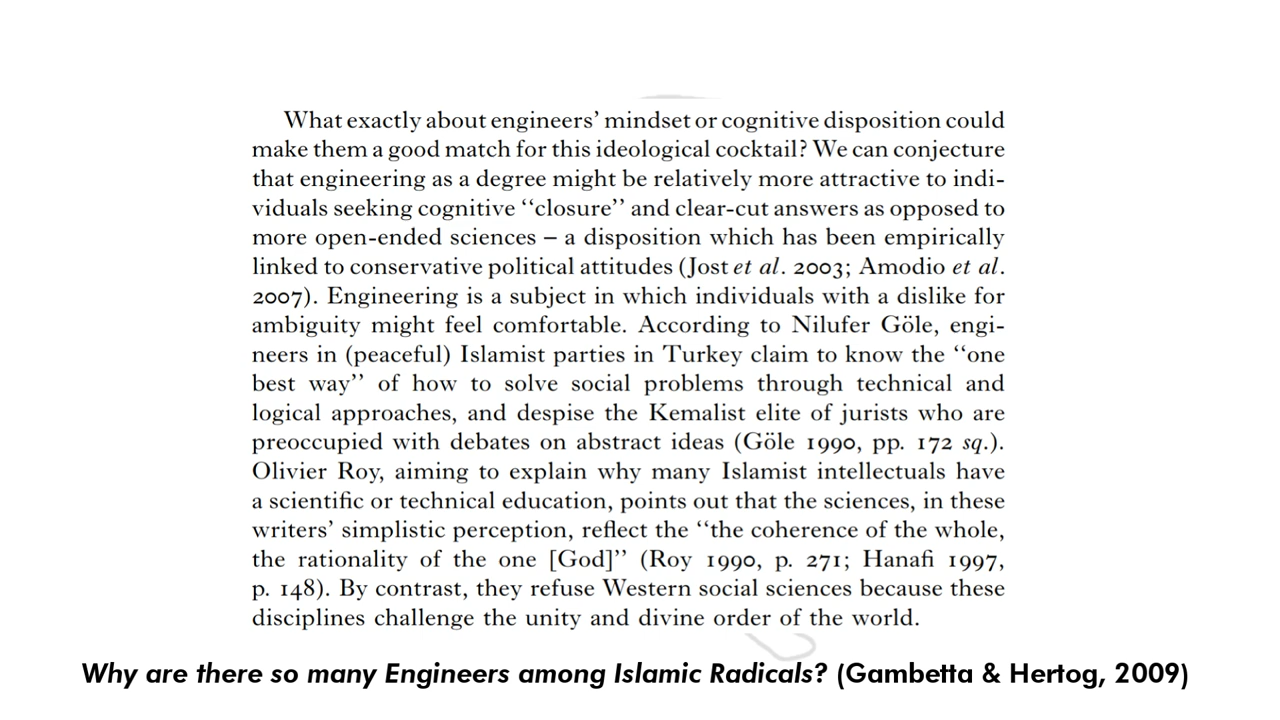 What exactly about engineers’ mindset or cognitive disposition could
make them a good match for this ideological cocktail? We can conjecture
that engineering as a degree might be relatively more attractive to indi-
viduals seeking cognitive ‘‘closure’’ and clear-cut answers as opposed to
more open-ended sciences – a disposition which has been empirically
linked to conservative political attitudes (Jost et al. 2003; Amodio et al.
2007). Engineering is a subject in which individuals with a dislike for
ambiguity might feel comfortable. According to Nilufer Göle, engi-
neers in (peaceful) Islamist parties in Turkey claim to know the ‘‘one
best way’’ of how to solve social problems through technical and
logical approaches, and despise the Kemalist elite of jurists who are
preoccupied with debates on abstract ideas (Göle 1990, pp. 172 sq.).
Olivier Roy, aiming to explain why many Islamist intellectuals have
a scientific or technical education, points out that the sciences, in these
writers’ simplistic perception, reflect the ‘‘the coherence of the whole,
the rationality of the one [God]’’ (Roy 1990, p. 271; Hanafi 1997,
p. 148). By contrast, they refuse Western social sciences because these
disciplines challenge the unity and divine order of the world.
Why are there so many Engineers among Islamic Radicals? (Gambetta & Hertog, 2009)